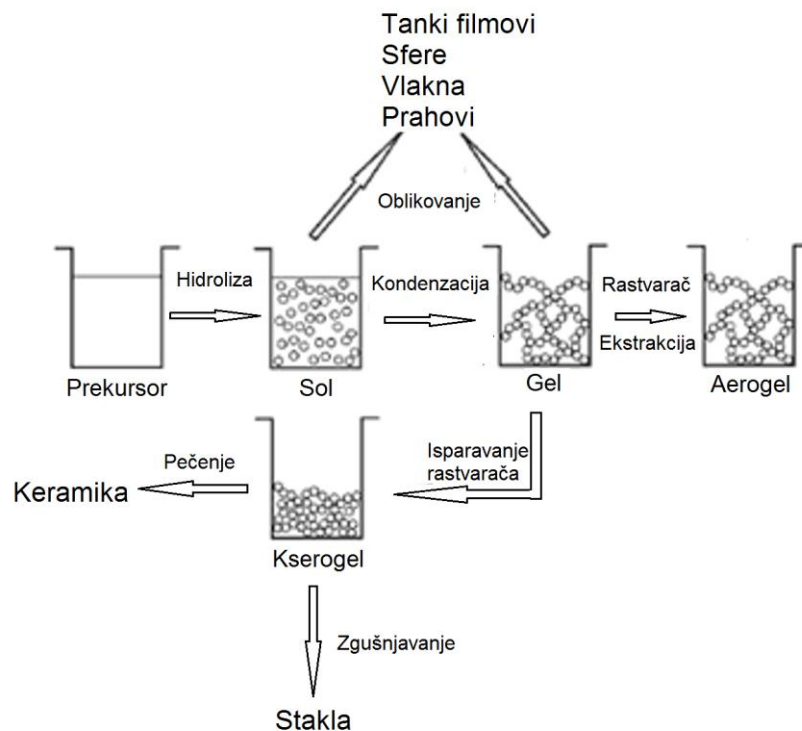 Tanki filmovi
Sfere
Vlakna
Prahovi
Oblikovanje
Hidroliza
Kondenzacija
Rastvarač
Ekstrakcija
Prekursor
Sol
Gel
Aerogel
Isparavanje
rastvarača
Pečenje
Keramika
Kserogel
Zgušnjavanje
Stakla